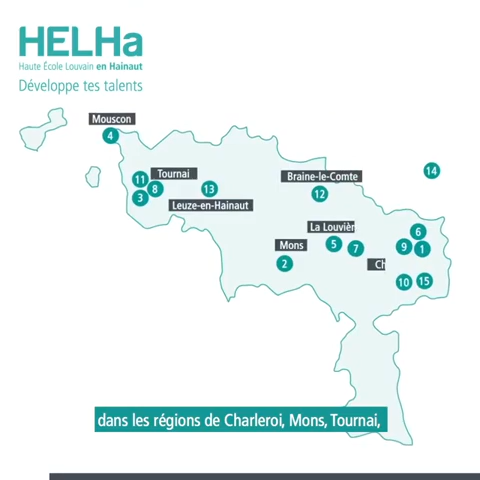 HELHa
Haute École Louvain en Hainaut
Développe tes talents
Mouscon
4
14
11
Tournai
8
3
13
Leuze-en-Hainaut
Braine-le-Comte
12
La Louvièr
5
7
6
9
1
Mons
2
Ch
10
15
dans les régions de Charleroi, Mons, Tournai,